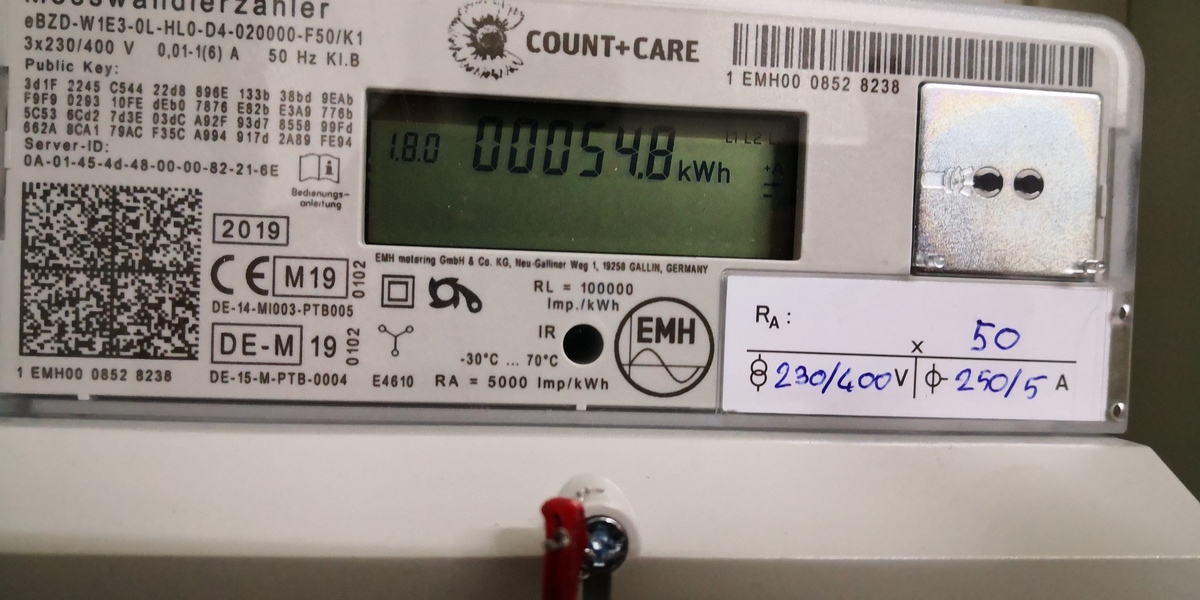 Messwandlerzähler
eBZD-W1E3-0L-HL0-D4-020000-F50/K1
3x230/400 V 0,01-1(6) A 50 Hz Kl.B
Public Key:
3d1F 2245 C544 22d8 896E 133b 38bd 9EAb
F9F9 0293 10FE dEb0 7876 E82b E3A9 776b
5C53 6Cd2 7d3E 03dC A92F 93d7 8558 99Fd
662A 8CA1 79AC F35C A994 917d 2A89 FE94
Server-ID:
0A-01-45-4d-48-00-00-82-21-6E
Bedienungs-
anleitung
2019
CE M19 0102
DE-14-MI003-PTB005
DE-M 19 0102
1 EMH00 0852 8238
DE-15-M-PTB-0004
COUNT+CARE
1 EMH00 0852 8238
1.8.0 000054.8 kWh
L1 L2
EMH metering GmbH & Co. KG, Neu-Galliner Weg 1, 19258 GALLIN, GERMANY
RL = 100000
Imp./kWh
IR
EMH
-30°C ... 70°C
E4610 RA = 5000 Imp/kWh
RA:
x 50
230/400 V 250/5 A